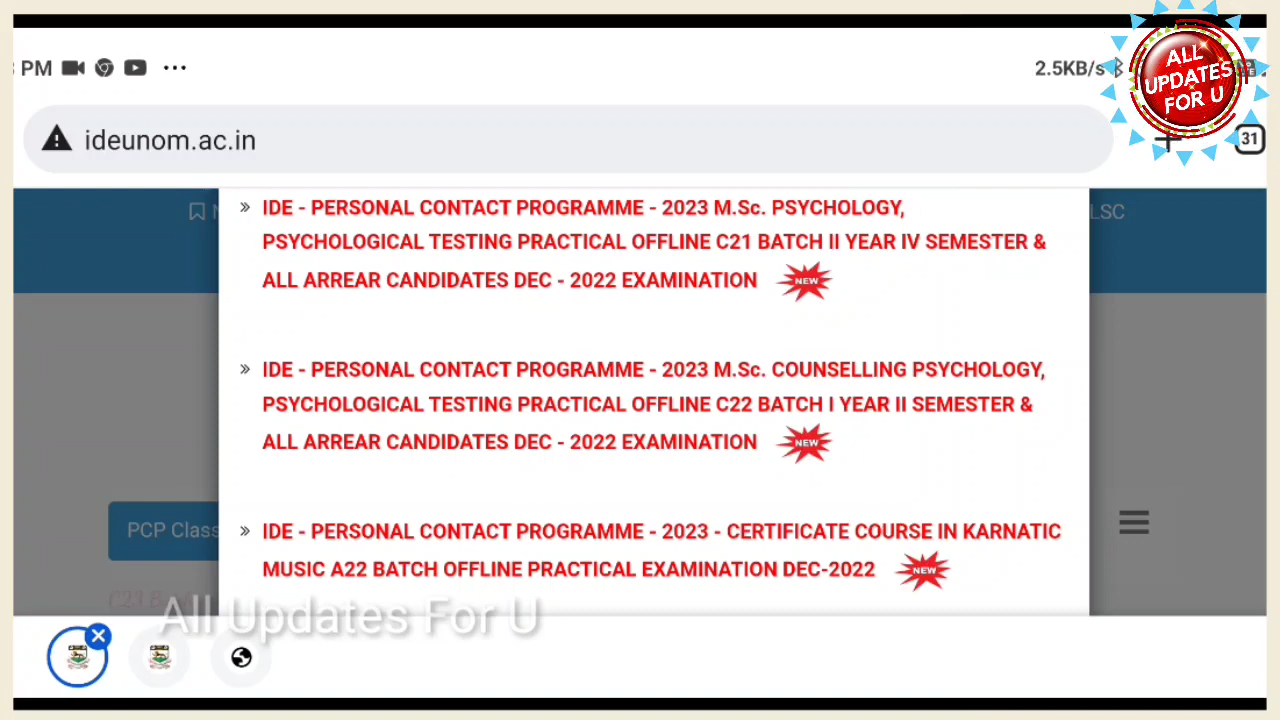 PM
2.5KB/s
ALL
UPDATES
FOR U
ideunom.ac.in
31
LSC
IDE - PERSONAL CONTACT PROGRAMME - 2023 M.Sc. PSYCHOLOGY,
PSYCHOLOGICAL TESTING PRACTICAL OFFLINE C21 BATCH II YEAR IV SEMESTER &
ALL ARREAR CANDIDATES DEC - 2022 EXAMINATION NEW
IDE - PERSONAL CONTACT PROGRAMME - 2023 M.Sc. COUNSELLING PSYCHOLOGY,
PSYCHOLOGICAL TESTING PRACTICAL OFFLINE C22 BATCH I YEAR II SEMESTER &
ALL ARREAR CANDIDATES DEC - 2022 EXAMINATION NEW
PCP Class
IDE - PERSONAL CONTACT PROGRAMME - 2023 - CERTIFICATE COURSE IN KARNATIC
MUSIC A22 BATCH OFFLINE PRACTICAL EXAMINATION DEC-2022 NEW
C23
All Updates For U